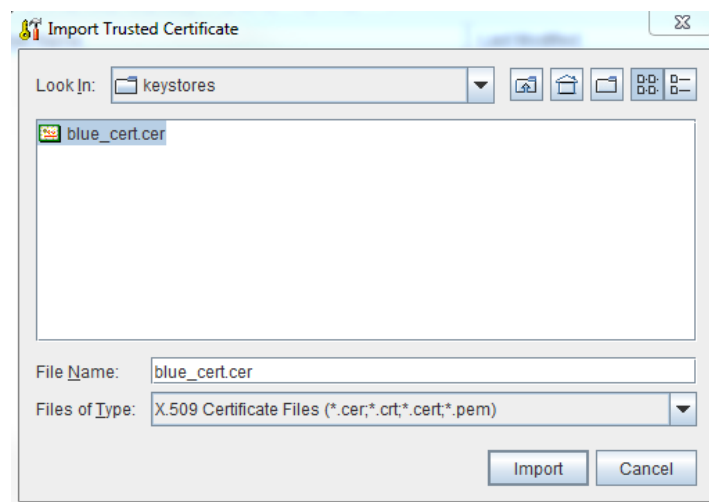 Import Trusted Certificate
Look In: keystores
blue_cert.cer
File Name: blue_cert.cer
Files of Type: X.509 Certificate Files (*.cer;*.crt;*.cert;*.pem)
Import Cancel